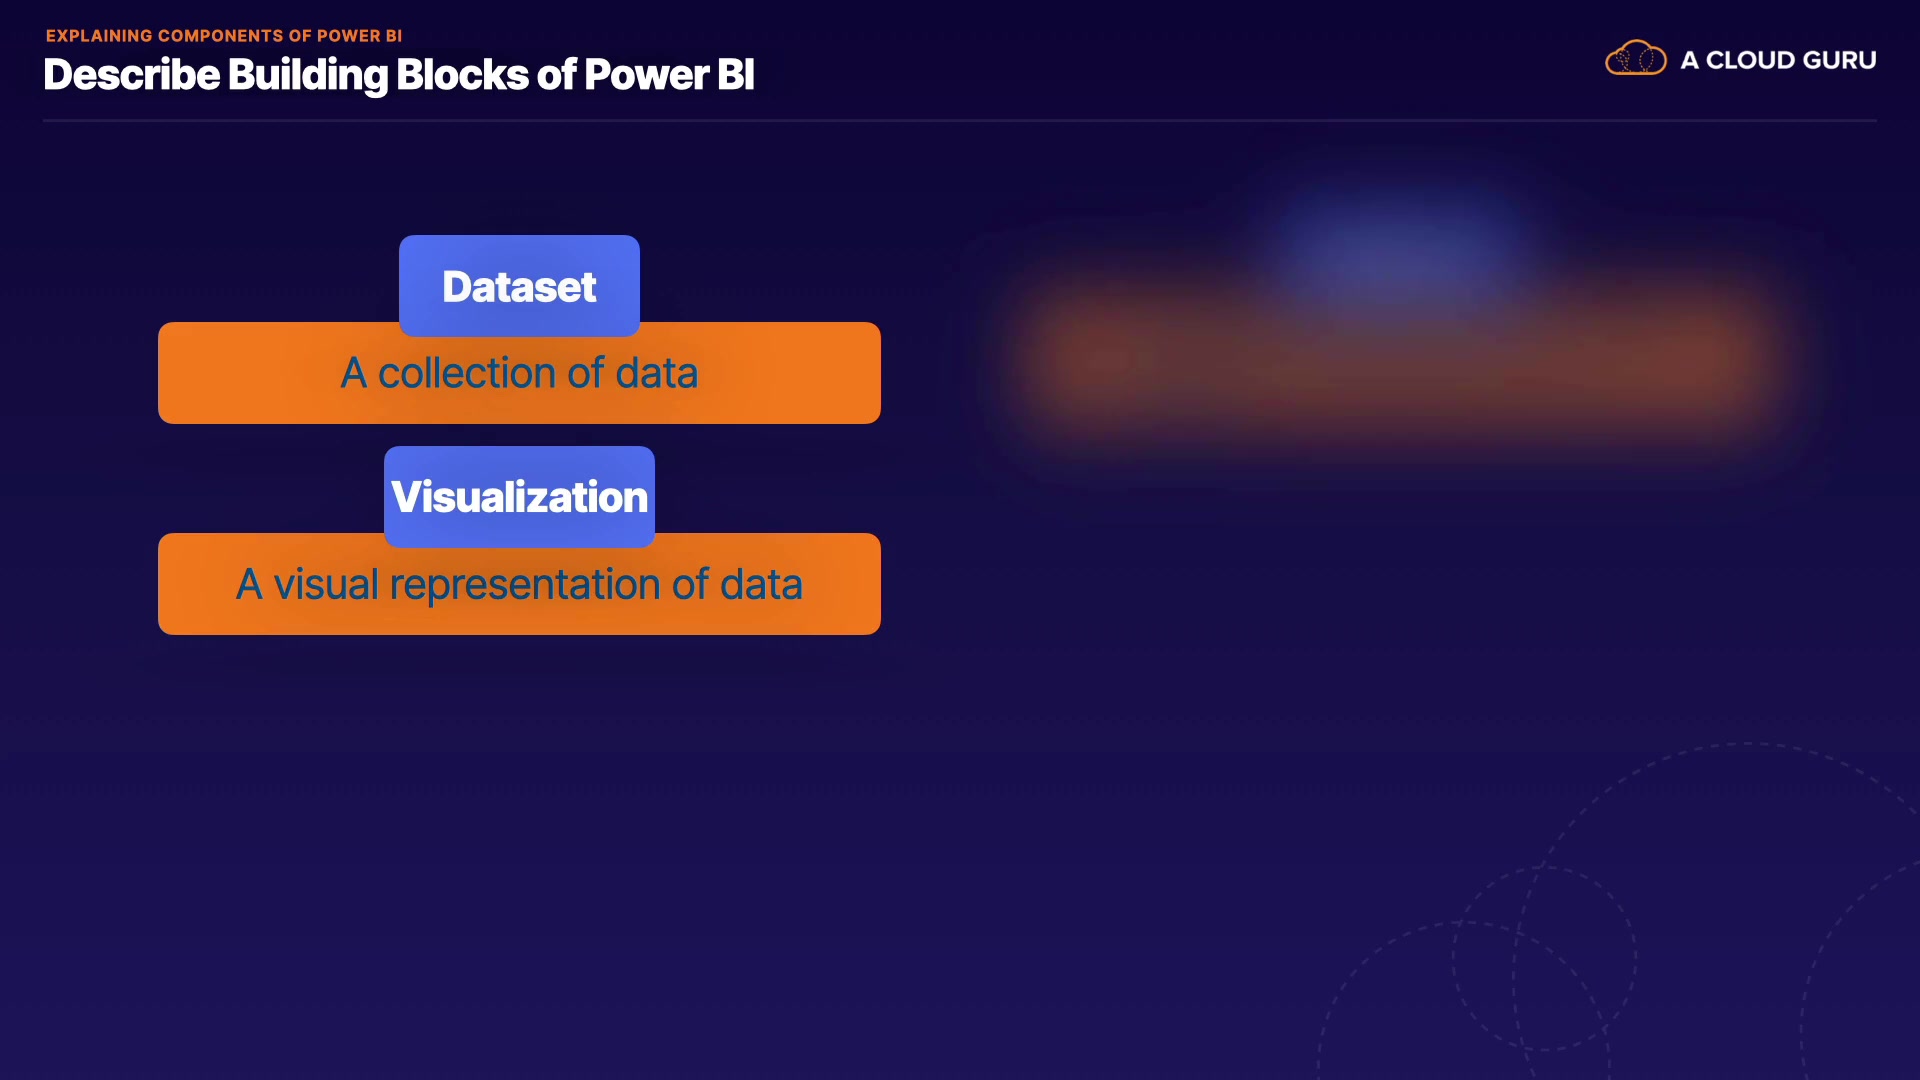 EXPLAINING COMPONENTS OF POWER BI
Describe Building Blocks of Power BI
A CLOUD GURU
Dataset
A collection of data
Visualization
A visual representation of data